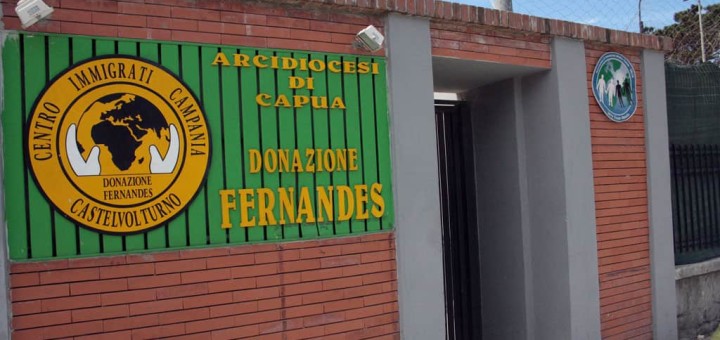 CENTRO IMMIGRATI CAMPANIA
DONAZIONE
FERNANDES
CASTELVOLTURNO
ARCIDIOCESI
DI
CAPUA
DONAZIONE
FERNANDES